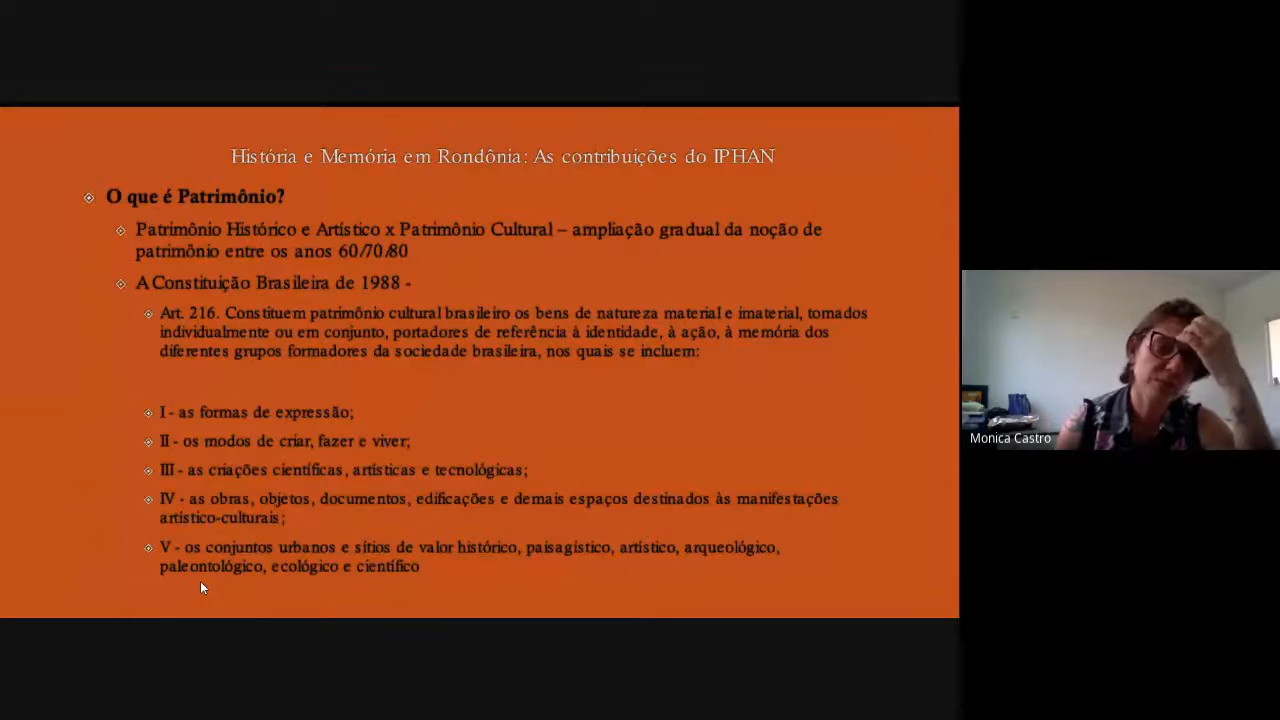 História e Memória em Rondônia: As contribuições do IPHAN
O que é Patrimônio?
Patrimônio Histórico e Artístico x Patrimônio Cultural – ampliação gradual da noção de
patrimônio entre os anos 60/70/80
A Constituição Brasileira de 1988 -
Art. 216. Constituem patrimônio cultural brasileiro os bens de natureza material e imaterial, tomados
individualmente ou em conjunto, portadores de referência à identidade, à ação, à memória dos
diferentes grupos formadores da sociedade brasileira, nos quais se incluem:
I - as formas de expressão;
II - os modos de criar, fazer e viver;
III - as criações científicas, artísticas e tecnológicas;
IV - as obras, objetos, documentos, edificações e demais espaços destinados às manifestações
artístico-culturais;
V - os conjuntos urbanos e sítios de valor histórico, paisagístico, artístico, arqueológico,
paleontológico, ecológico e científico
Monica Castro